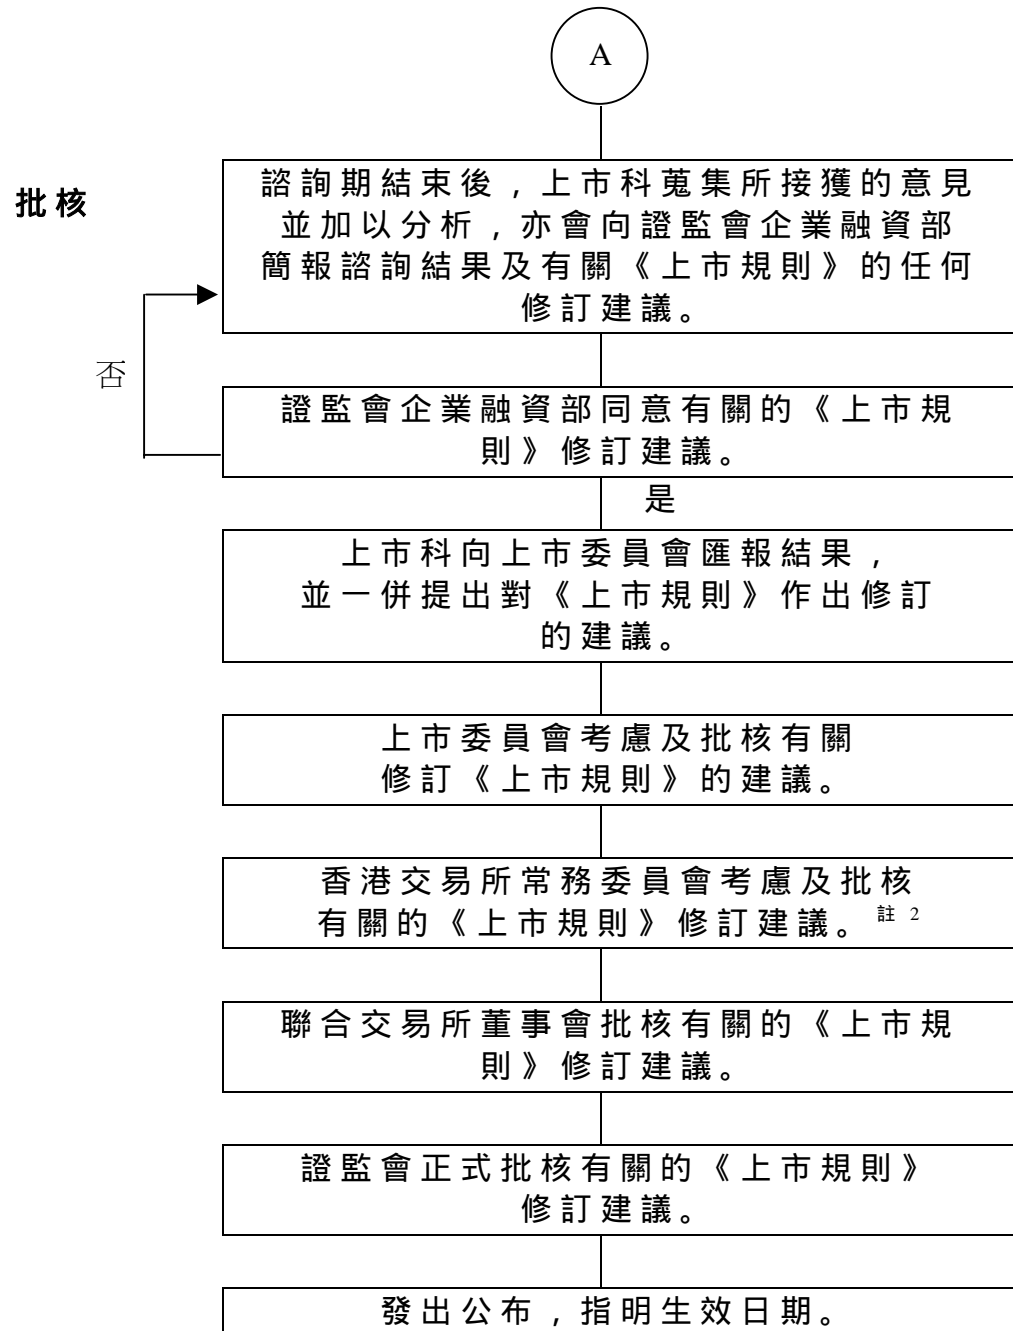 A
批核
諮詢期結束後，上市科蒐集所接獲的意見
並加以分析，亦會向證監會企業融資部
簡報諮詢結果及有關《上市規則》的任何
修訂建議。
否
證監會企業融資部同意有關的《上市規
則》修訂建議。
是
上市科向上市委員會匯報結果，
並一併提出對《上市規則》作出修訂
的建議。
上市委員會考慮及批核有關
修訂《上市規則》的建議。
香港交易所常務委員會考慮及批核
有關的《上市規則》修訂建議。註 2
聯合交易所董事會批核有關的《上市規
則》修訂建議。
證監會正式批核有關的《上市規則》
修訂建議。
發出公布，指明生效日期。